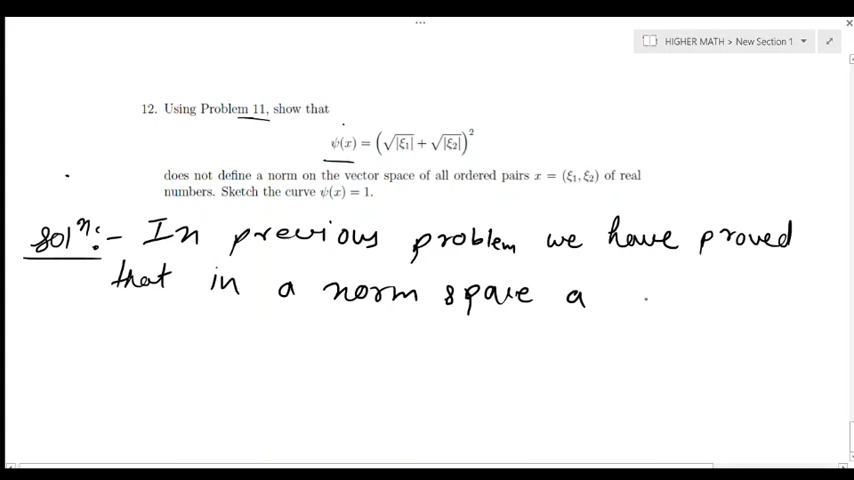 HIGHER MATH > New Section 1
12. Using Problem 11, show that
ψ(x) = (√|ξ₁| + √|ξ₂|)²
does not define a norm on the vector space of all ordered pairs x = (ξ₁, ξ₂) of real
numbers. Sketch the curve ψ(x) = 1.
Solⁿ:- In previous problem we have proved
that in a norm space a